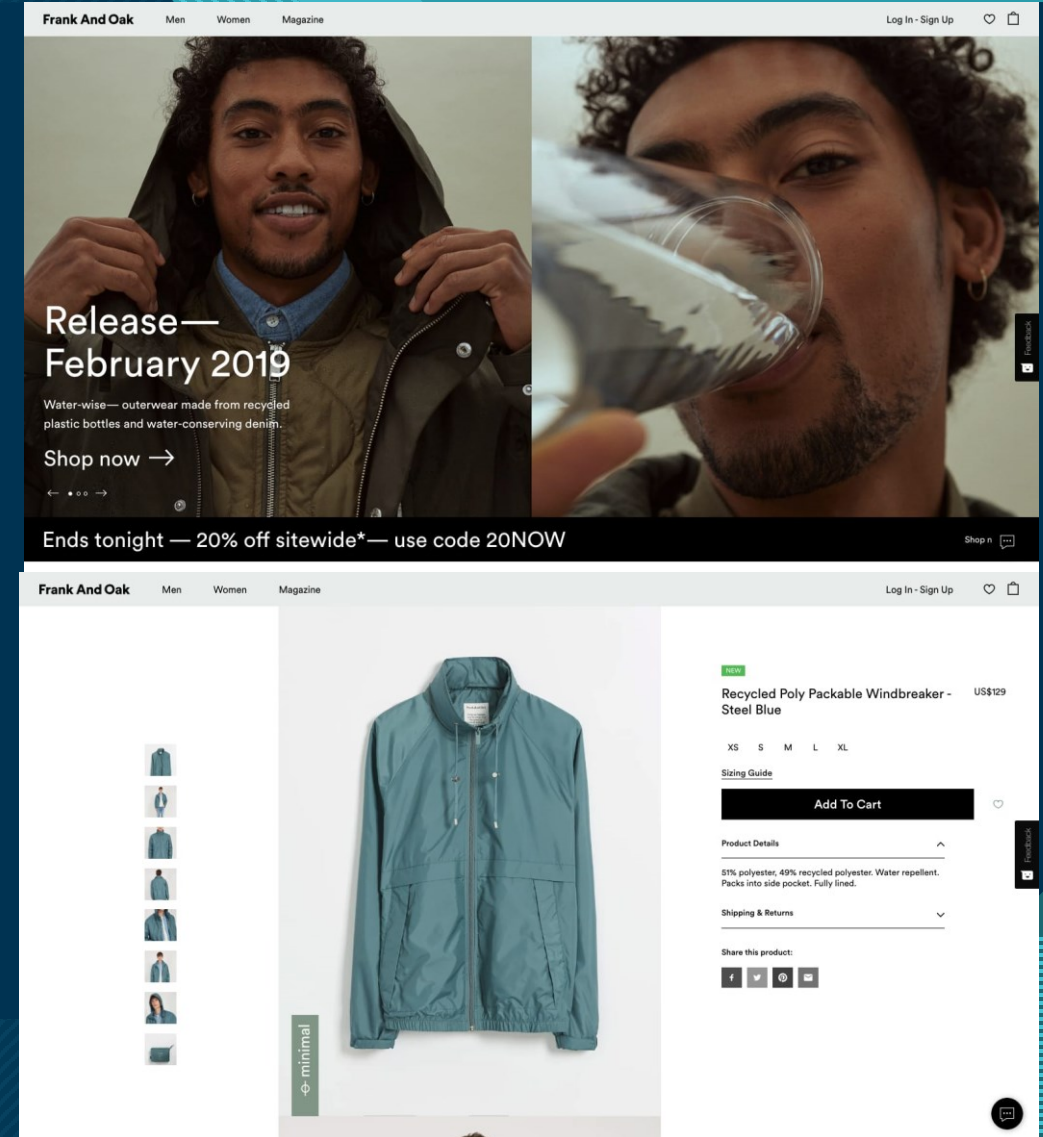 Frank And Oak Men Women Magazine Log In - Sign Up
Release—
February 2019
Water-wise— outerwear made from recycled
plastic bottles and water-conserving denim.
Shop now →
← →
Feedback
Ends tonight — 20% off sitewide*— use code 20NOW
Shop n
Frank And Oak Men Women Magazine Log In - Sign Up
NEW
Recycled Poly Packable Windbreaker - US$129
Steel Blue
XS S M L XL
Sizing Guide
Add To Cart
Feedback
Product Details
51% polyester, 49% recycled polyester. Water repellent.
Packs into side pocket. Fully lined.
Shipping & Returns
Share this product:
minimal